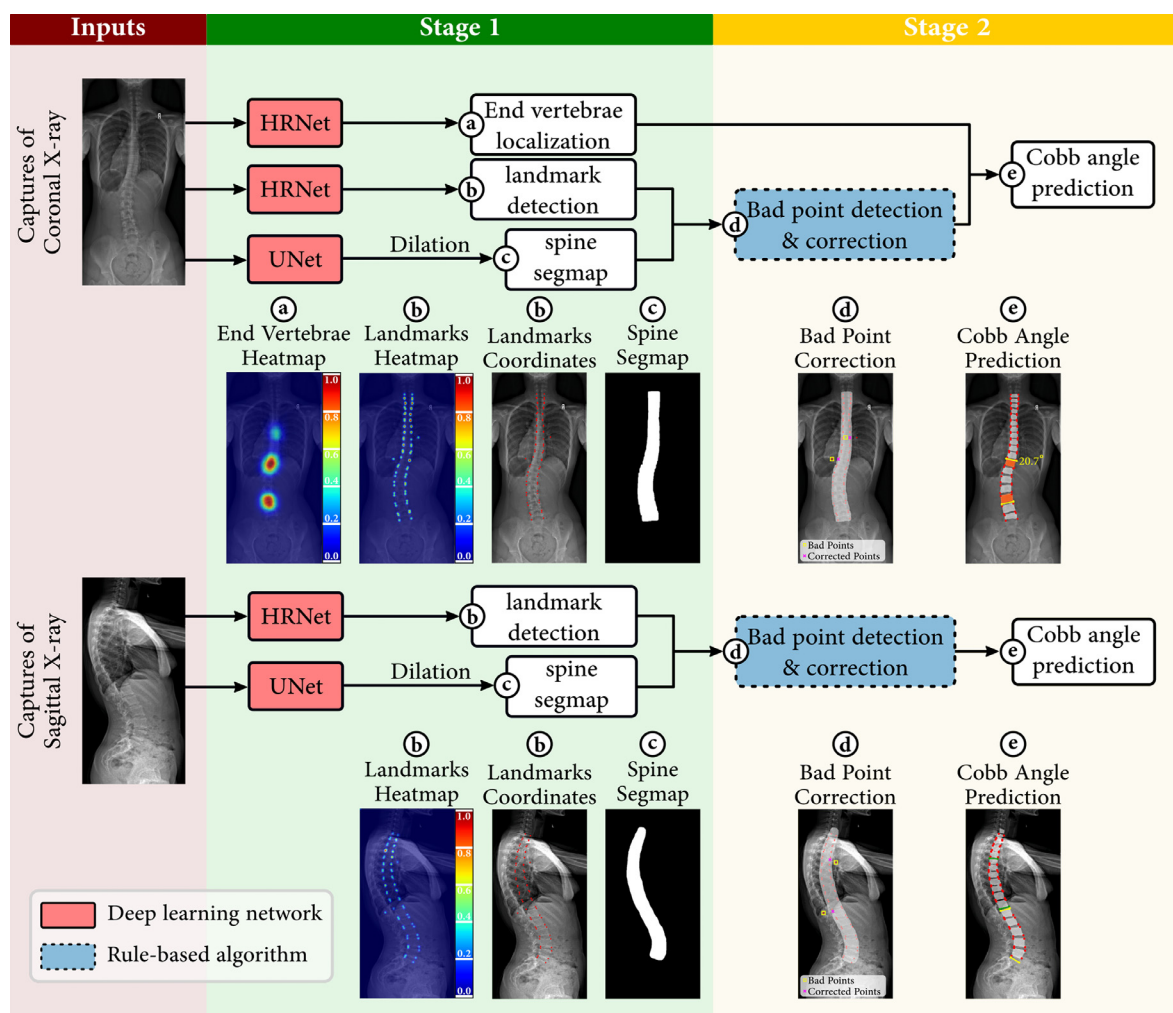 Inputs
Stage 1
Stage 2
Captures of
Coronal X-ray
HRNet
a
End vertebrae
localization
HRNet
b
landmark
detection
UNet
Dilation
c
spine
segmap
d
Bad point detection
& correction
e
Cobb angle
prediction
a
End Vertebrae
Heatmap
b
Landmarks
Heatmap
b
Landmarks
Coordinates
c
Spine
Segmap
d
Bad Point
Correction
e
Cobb Angle
Prediction
1.0
0.8
0.6
0.4
0.2
0.0
1.0
0.8
0.6
0.4
0.2
0.0
Bad Points
Corrected Points
20.7°
Captures of
Sagittal X-ray
HRNet
b
landmark
detection
UNet
Dilation
c
spine
segmap
d
Bad point detection
& correction
e
Cobb angle
prediction
b
Landmarks
Heatmap
b
Landmarks
Coordinates
c
Spine
Segmap
d
Bad Point
Correction
e
Cobb Angle
Prediction
1.0
0.8
0.6
0.4
0.2
0.0
Bad Points
Corrected Points
Deep learning network
Rule-based algorithm